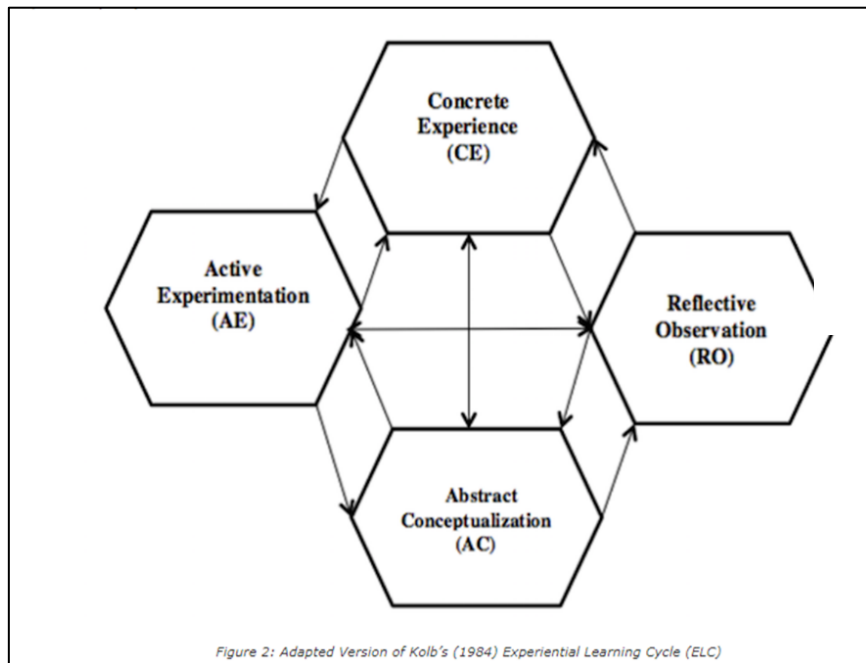 Concrete
Experience
(CE)
Active
Experimentation
(AE)
Reflective
Observation
(RO)
Abstract
Conceptualization
(AC)
Figure 2: Adapted Version of Kolb's (1984) Experiential Learning Cycle (ELC)